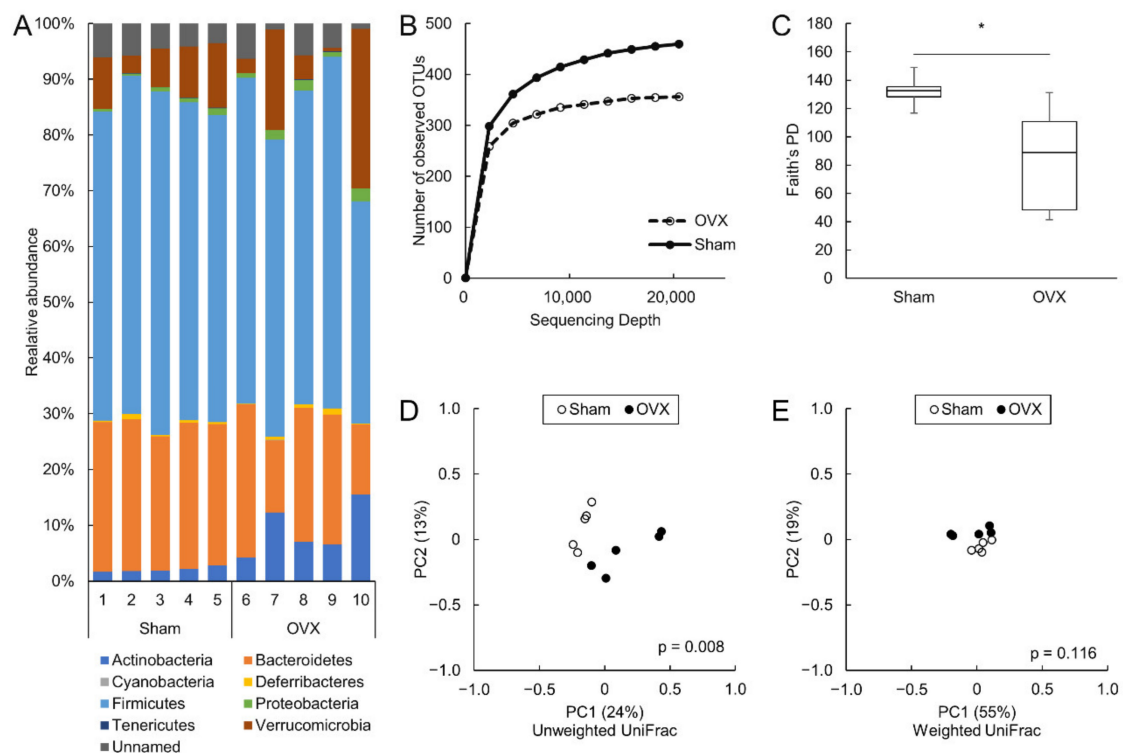 A
Realative abundance
100%
90%
80%
70%
60%
50%
40%
30%
20%
10%
0%
1 2 3 4 5 6 7 8 9 10
Sham OVX
Actinobacteria Bacteroidetes
Cyanobacteria Deferribacteres
Firmicutes Proteobacteria
Tenericutes Verrucomicrobia
Unnamed
B
Number of observed OTUs
500
400
300
200
100
0
OVX
Sham
0 10,000 20,000
Sequencing Depth
C
Faith's PD
180
160
140
120
100
80
60
40
20
0
*
Sham OVX
D
Sham OVX
PC2 (13%)
1.0
0.5
0
−0.5
−1.0
p = 0.008
−1.0 −0.5 0 0.5 1.0
PC1 (24%)
Unweighted UniFrac
E
Sham OVX
PC2 (19%)
1.0
0.5
0
−0.5
−1.0
p = 0.116
−1.0 −0.5 0 0.5 1.0
PC1 (55%)
Weighted UniFrac